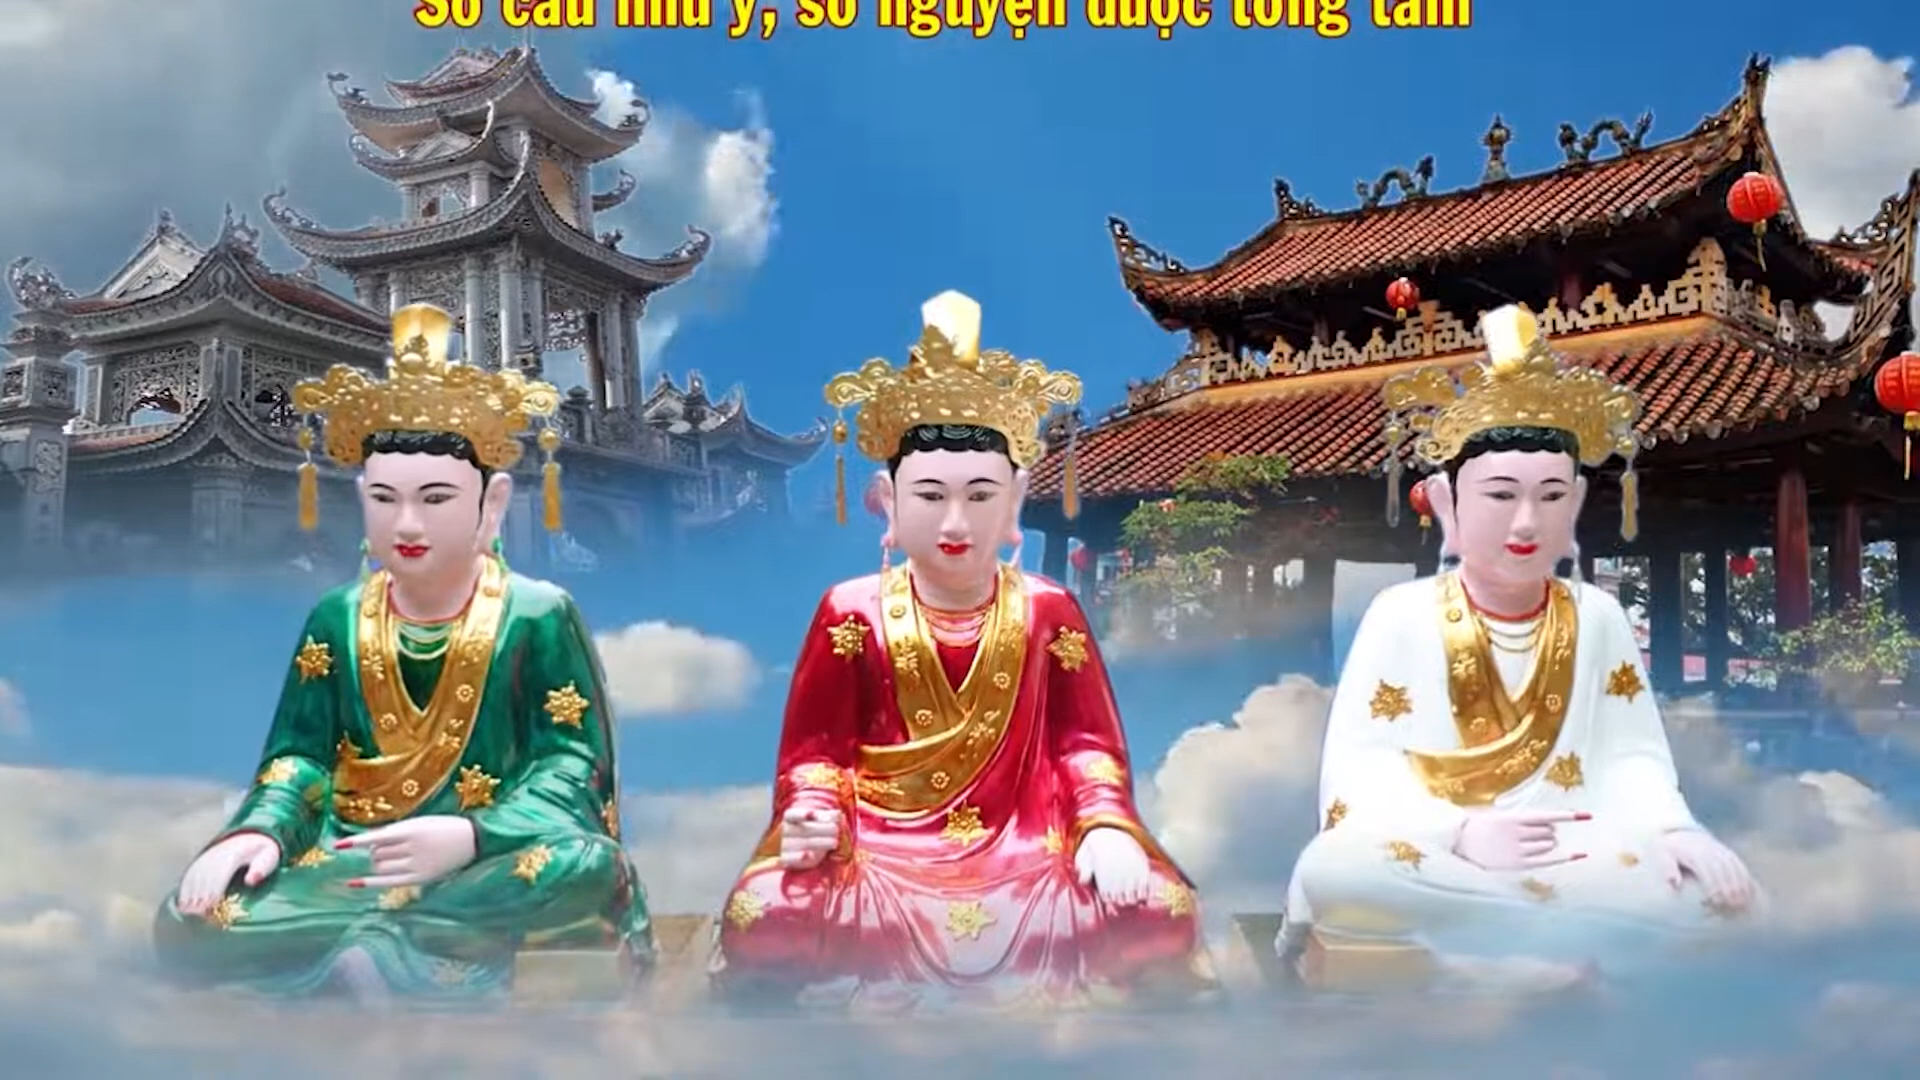 Sở cầu như ý, sở nguyện được tòng tâm